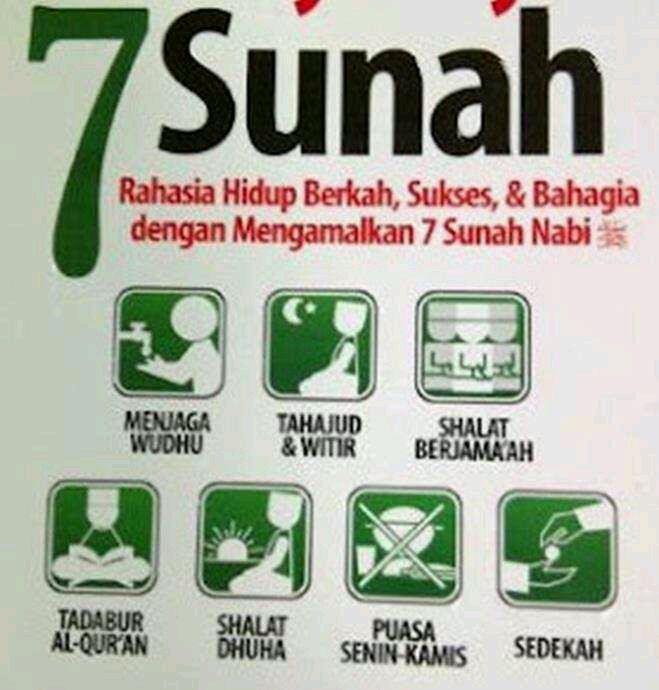 7 Sunah
Rahasia Hidup Berkah, Sukses, & Bahagia
dengan Mengamalkan 7 Sunah Nabi ﷺ
MENJAGA
WUDHU
TAHAJUD
& WITIR
SHALAT
BERJAMA'AH
TADABUR
AL-QUR'AN
SHALAT
DHUHA
PUASA
SENIN-KAMIS
SEDEKAH